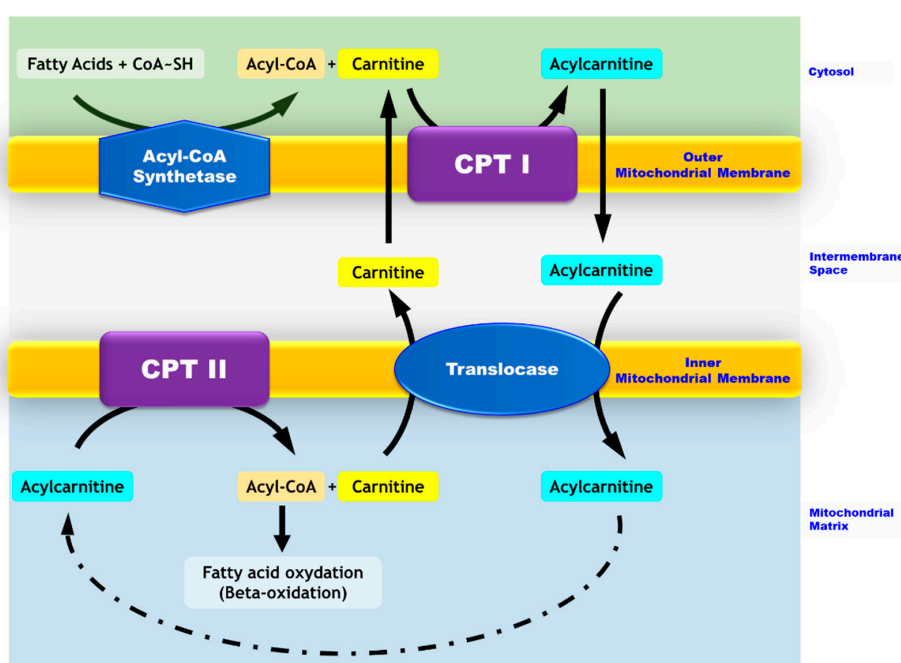 Fatty Acids + CoA~SH
Acyl-CoA + Carnitine
Acylcarnitine
Cytosol
Acyl-CoA
Synthetase
CPT I
Outer
Mitochondrial Membrane
Carnitine
Acylcarnitine
Intermembrane
Space
CPT II
Translocase
Inner
Mitochondrial Membrane
Acylcarnitine
Acyl-CoA + Carnitine
Acylcarnitine
Mitochondrial
Matrix
Fatty acid oxydation
(Beta-oxidation)